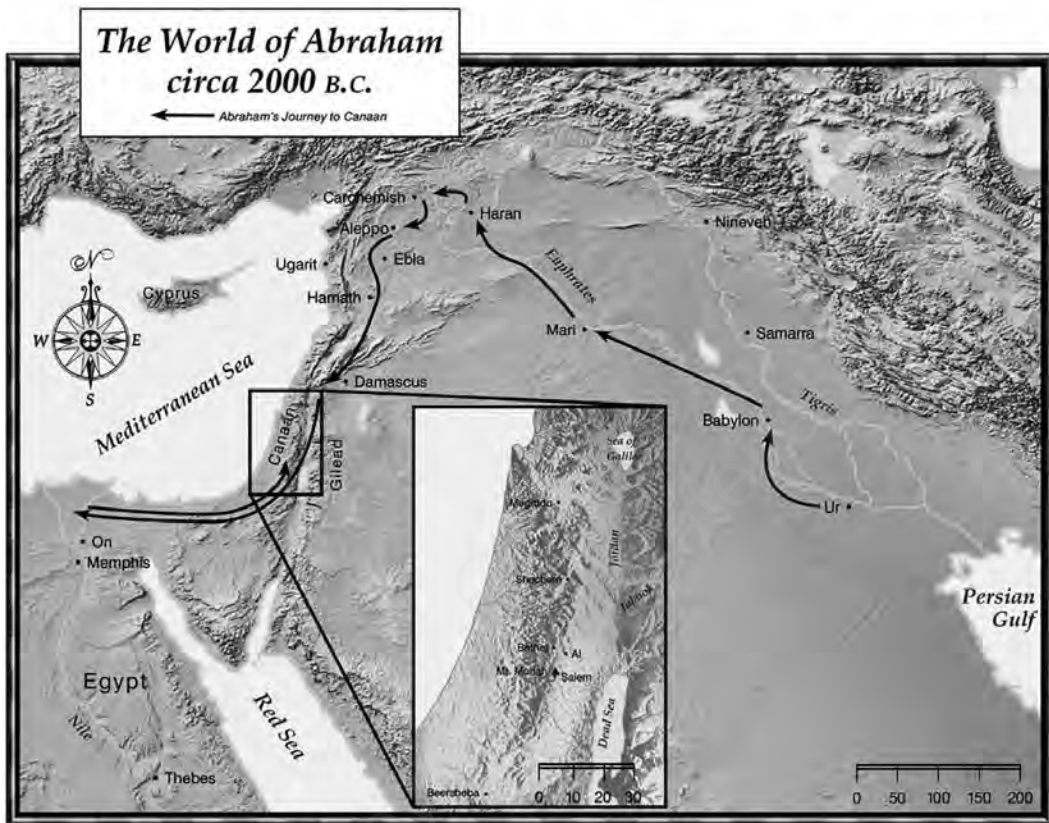 The World of Abraham
circa 2000 B.C.
Abraham's Journey to Canaan
Carchemish
Haran
Aleppo
Nineveh
Ugarit
Ebla
Euphrates
N
Cyprus
Hamath
W
E
S
Mari
Samarra
Mediterranean Sea
Damascus
Tigris
Babylon
Canaan
Gilead
Ur
On
Memphis
Persian
Gulf
Egypt
Red Sea
Nile
Thebes
0 50 100 150 200
Sea of
Galilee
Megiddo
Jordan
Shechem
Jabbok
Bethel
Ai
Mt. Moriah
Salem
Dead Sea
Beersheba
0 10 20 30